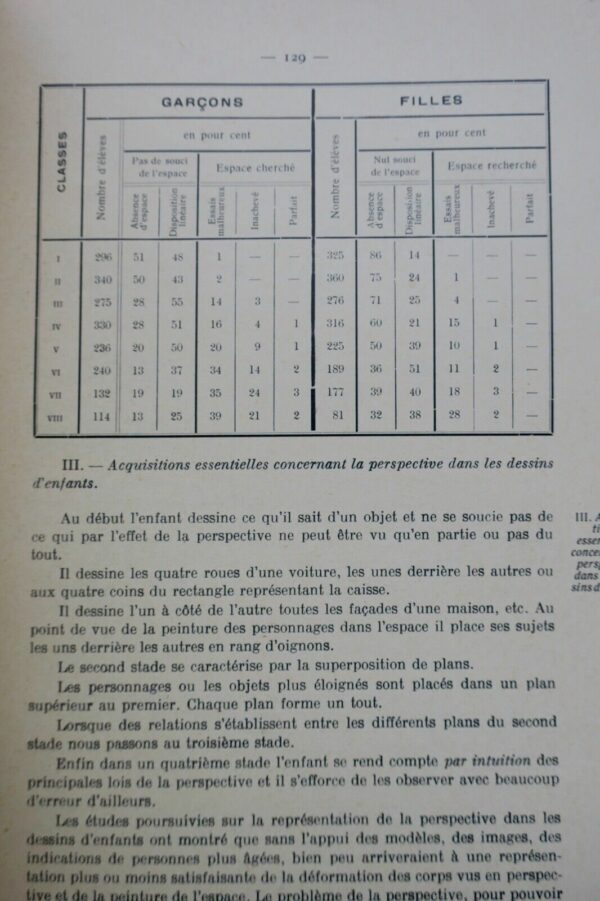 — 129 —
CLASSES
GARÇONS
FILLES
Nombre d'élèves
en pour cent
Nombre d'élèves
en pour cent
Pas de souci
de l'espace
Espace cherché
Nul souci
de l'espace
Espace recherché
Absence
d'espace
Disposition
linéaire
Essais
malheureux
Inachevé
Parfait
Absence
d'espace
Disposition
linéaire
Essais
malheureux
Inachevé
Parfait
I 296 51 48 1 — — 325 86 14 — — —
II 340 50 43 2 — — 360 75 24 1 — —
III 275 28 55 14 3 — 276 71 25 4 — —
IV 330 28 51 16 4 1 316 60 21 15 1 —
V 236 20 50 20 9 1 225 50 39 10 1 —
VI 240 13 37 34 14 2 189 36 51 11 2 —
VII 132 19 19 35 24 3 177 39 40 18 3 —
VIII 114 13 25 39 21 2 81 32 38 28 2 —
III. — Acquisitions essentielles concernant la perspective dans les dessins
d'enfants.
Au début l'enfant dessine ce qu'il sait d'un objet et ne se soucie pas de
ce qui par l'effet de la perspective ne peut être vu qu'en partie ou pas du
tout.
Il dessine les quatre roues d'une voiture, les unes derrière les autres ou
aux quatre coins du rectangle représentant la caisse.
Il dessine l'un à côté de l'autre toutes les façades d'une maison, etc. Au
point de vue de la peinture des personnages dans l'espace il place ses sujets
les uns derrière les autres en rang d'oignons.
Le second stade se caractérise par la superposition de plans.
Les personnages ou les objets plus éloignés sont placés dans un plan
supérieur au premier. Chaque plan forme un tout.
Lorsque des relations s'établissent entre les différents plans du second
stade nous passons au troisième stade.
Enfin dans un quatrième stade l'enfant se rend compte par intuition des
principales lois de la perspective et il s'efforce de les observer avec beaucoup
d'erreur d'ailleurs.
Les études poursuivies sur la représentation de la perspective dans les
dessins d'enfants ont montré que sans l'appui des modèles, des images, des
indications de personnes plus âgées, bien peu arriveraient à une représen-
tation plus ou moins satisfaisante de la déformation des corps vus en perspec-
tive et de la peinture de l'espace. Le problème de la perspective, pour pouvoir
III. A
ti
essen
concer
pers
dans
sins d